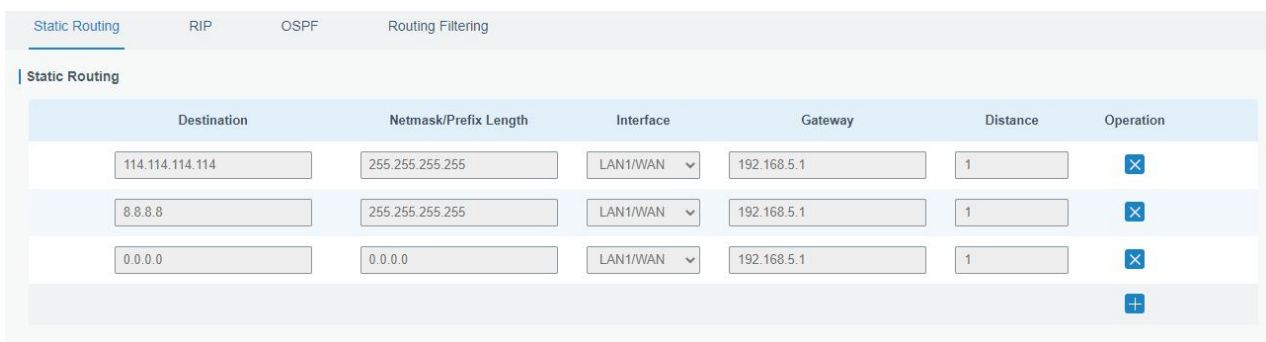 Static Routing RIP OSPF Routing Filtering
Static Routing
Destination Netmask/Prefix Length Interface Gateway Distance Operation
114.114.114.114 255.255.255.255 LAN1/WAN 192.168.5.1 1
8.8.8.8 255.255.255.255 LAN1/WAN 192.168.5.1 1
0.0.0.0 0.0.0.0 LAN1/WAN 192.168.5.1 1